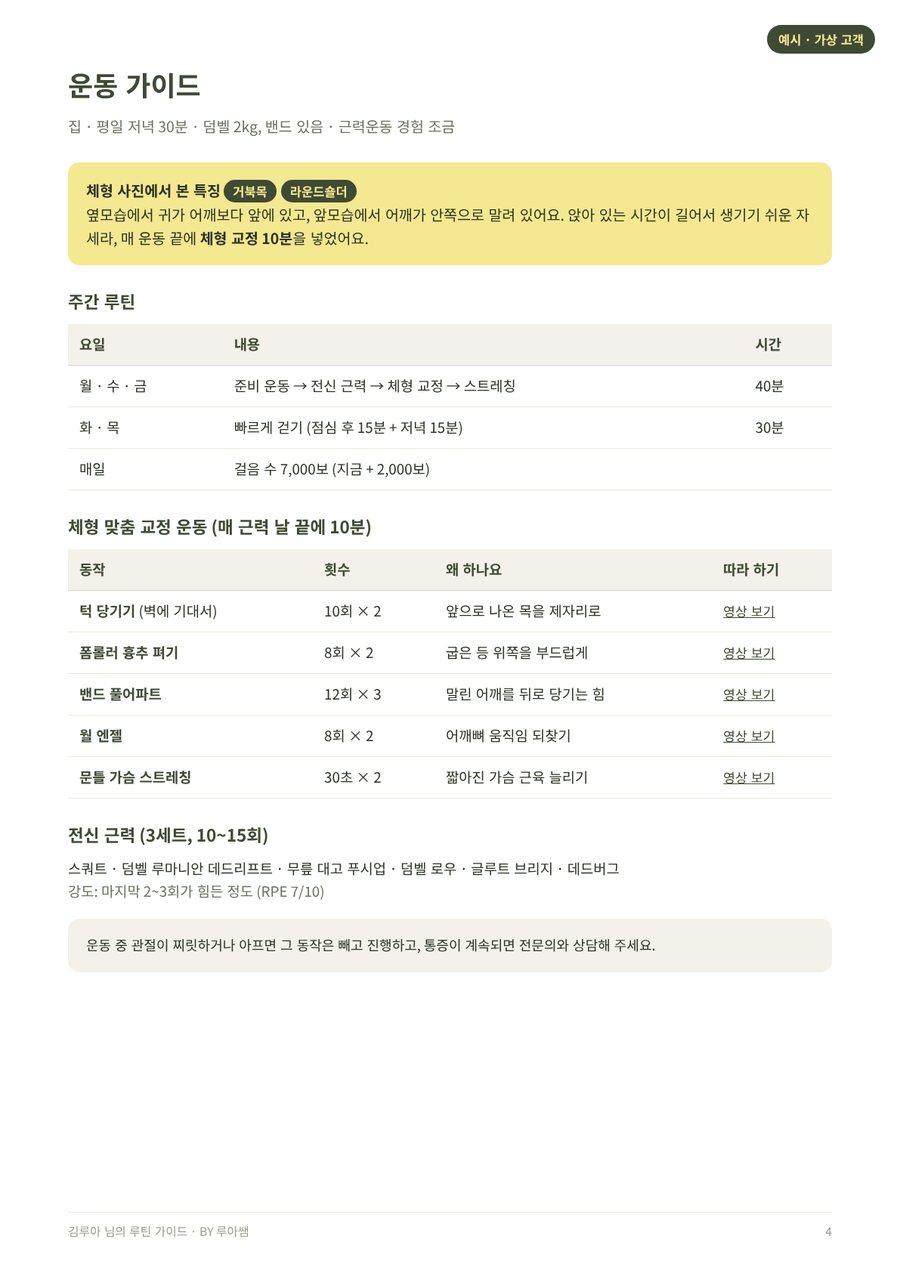 예시 · 가상 고객
운동 가이드
집 · 평일 저녁 30분 · 덤벨 2kg, 밴드 있음 · 근력운동 경험 조금
체형 사진에서 본 특징 거북목 라운드숄더
옆모습에서 귀가 어깨보다 앞에 있고, 앞모습에서 어깨가 안쪽으로 말려 있어요. 앉아 있는 시간이 길어서 생기기 쉬운 자
세라, 매 운동 끝에 체형 교정 10분을 넣었어요.
주간 루틴
요일 내용 시간
월 · 수 · 금 준비 운동 → 전신 근력 → 체형 교정 → 스트레칭 40분
화 · 목 빠르게 걷기 (점심 후 15분 + 저녁 15분) 30분
매일 걸음 수 7,000보 (지금 + 2,000보)
체형 맞춤 교정 운동 (매 근력 날 끝에 10분)
동작 횟수 왜 하나요 따라 하기
턱 당기기 (벽에 기대서) 10회 × 2 앞으로 나온 목을 제자리로 영상 보기
폼롤러 흉추 펴기 8회 × 2 굽은 등 위쪽을 부드럽게 영상 보기
밴드 풀어파트 12회 × 3 말린 어깨를 뒤로 당기는 힘 영상 보기
월 엔젤 8회 × 2 어깨뼈 움직임 되찾기 영상 보기
문틀 가슴 스트레칭 30초 × 2 짧아진 가슴 근육 늘리기 영상 보기
전신 근력 (3세트, 10~15회)
스쿼트 · 덤벨 루마니안 데드리프트 · 무릎 대고 푸시업 · 덤벨 로우 · 글루트 브리지 · 데드버그
강도: 마지막 2~3회가 힘든 정도 (RPE 7/10)
운동 중 관절이 찌릿하거나 아프면 그 동작은 빼고 진행하고, 통증이 계속되면 전문의와 상담해 주세요.
김루아 님의 루틴 가이드 · BY 루아쌤 4